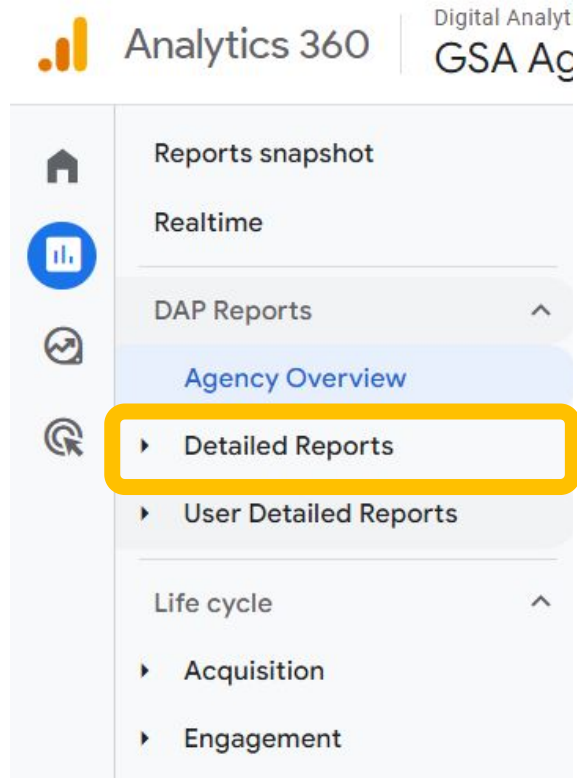 Analytics 360
Digital Analyt
GSA Ag
Reports snapshot
Realtime
DAP Reports
Agency Overview
Detailed Reports
User Detailed Reports
Life cycle
Acquisition
Engagement